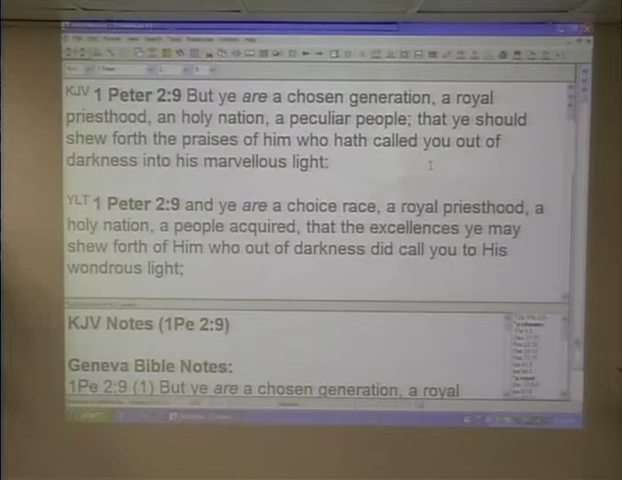 KJV 1 Peter 2:9 But ye are a chosen generation, a royal
priesthood, an holy nation, a peculiar people; that ye should
shew forth the praises of him who hath called you out of
darkness into his marvellous light:
YLT 1 Peter 2:9 and ye are a choice race, a royal priesthood, a
holy nation, a people acquired, that the excellences ye may
shew forth of Him who out of darkness did call you to His
wondrous light;
KJV Notes (1Pe 2:9)
Geneva Bible Notes:
1Pe 2:9 (1) But ye are a chosen generation, a royal